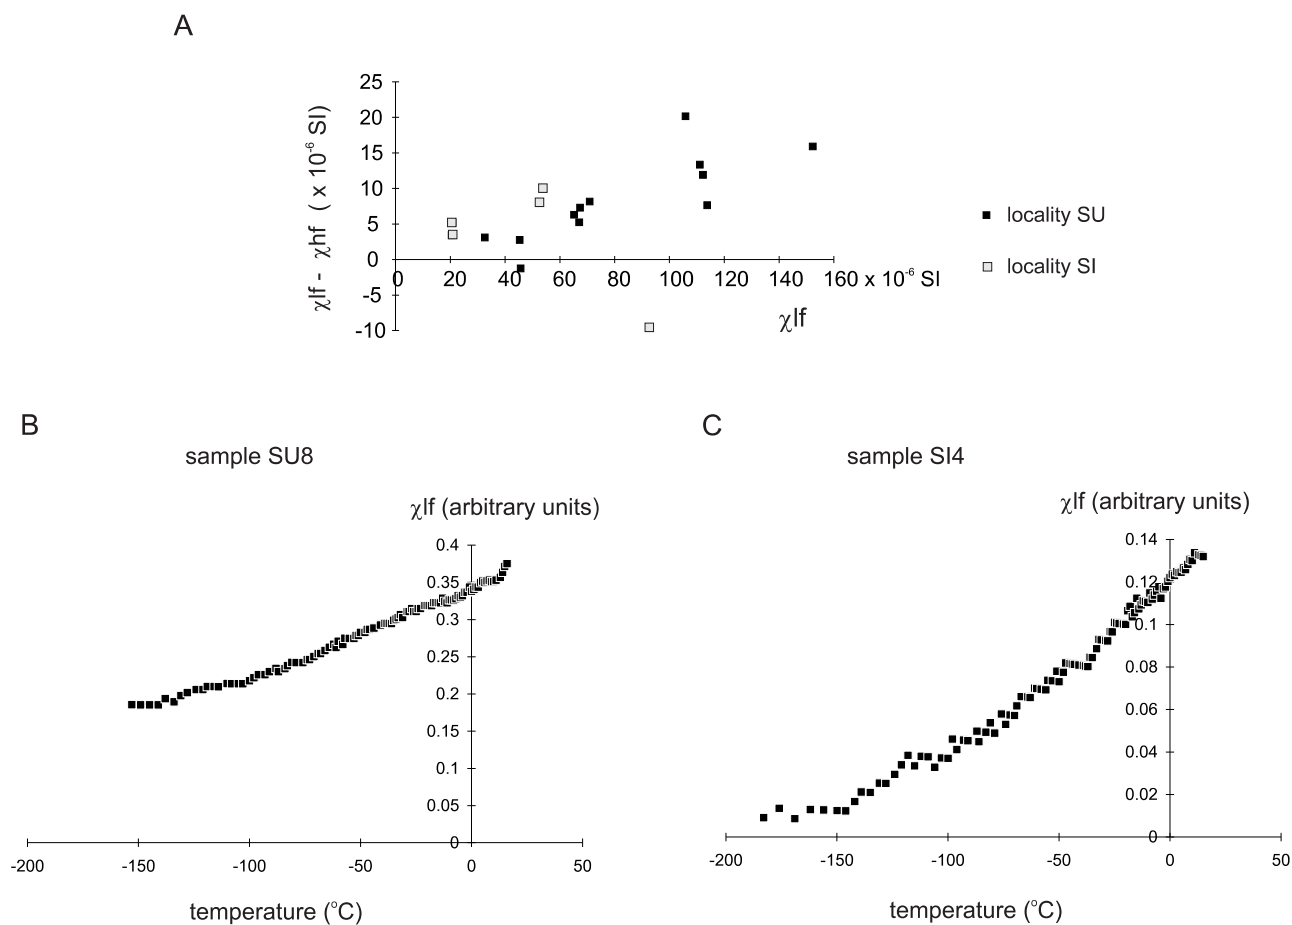 A
χlf - χhf ( x 10⁻⁶ SI)
25
20
15
10
5
0
-5
-10
0 20 40 60 80 100 120 140 160 x 10⁻⁶ SI
χlf
locality SU
locality SI
B
sample SU8
χlf (arbitrary units)
0.4
0.35
0.3
0.25
0.2
0.15
0.1
0.05
0
-200 -150 -100 -50 0 50
temperature (°C)
C
sample SI4
χlf (arbitrary units)
0.14
0.12
0.1
0.08
0.06
0.04
0.02
0
-200 -150 -100 -50 0 50
temperature (°C)